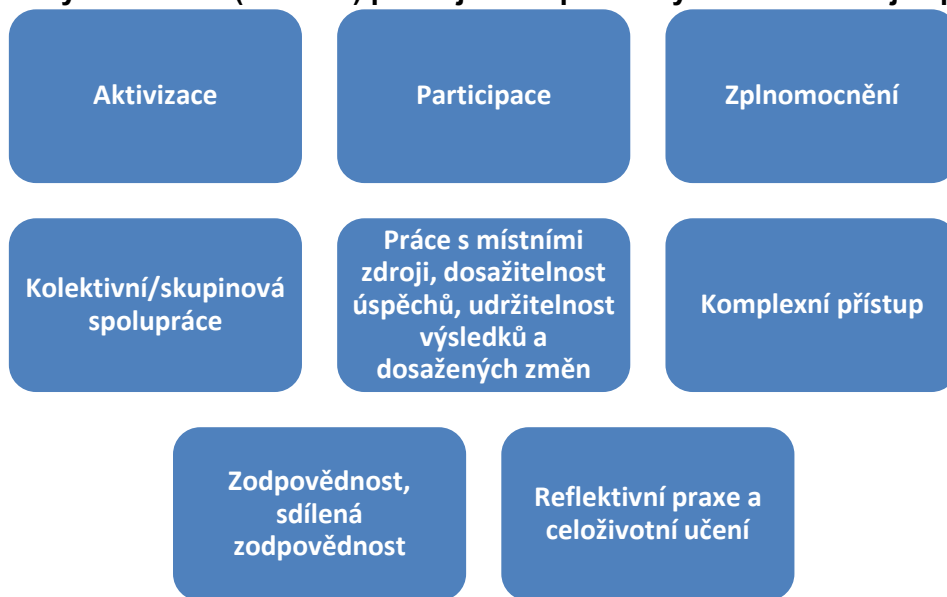 Aktivizace
Participace
Zplnomocnění
Kolektivní/skupinová
spolupráce
Práce s místními
zdroji, dosažitelnost
úspěchů, udržitelnost
výsledků a
dosažených změn
Komplexní přístup
Zodpovědnost,
sdílená
zodpovědnost
Reflektivní praxe a
celoživotní učení